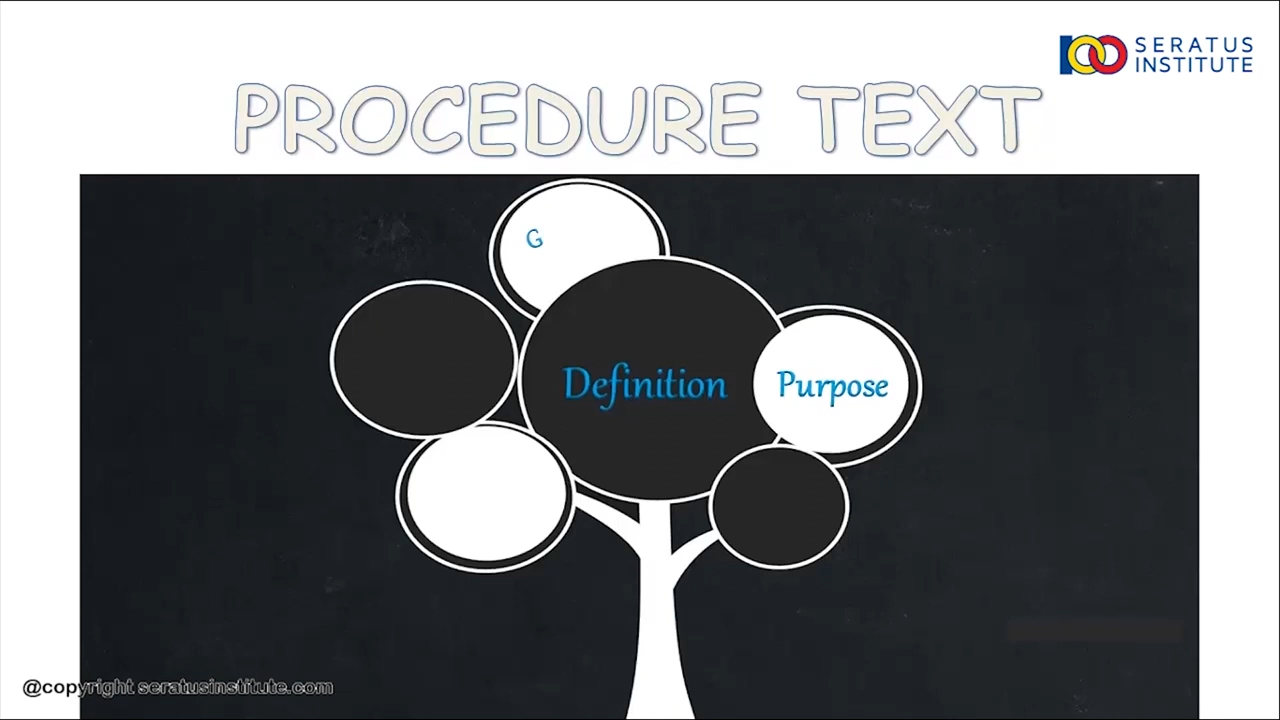 SERATUS
INSTITUTE
PROCEDURE TEXT
G
Definition
Purpose
@copyright seratusinstitute.com